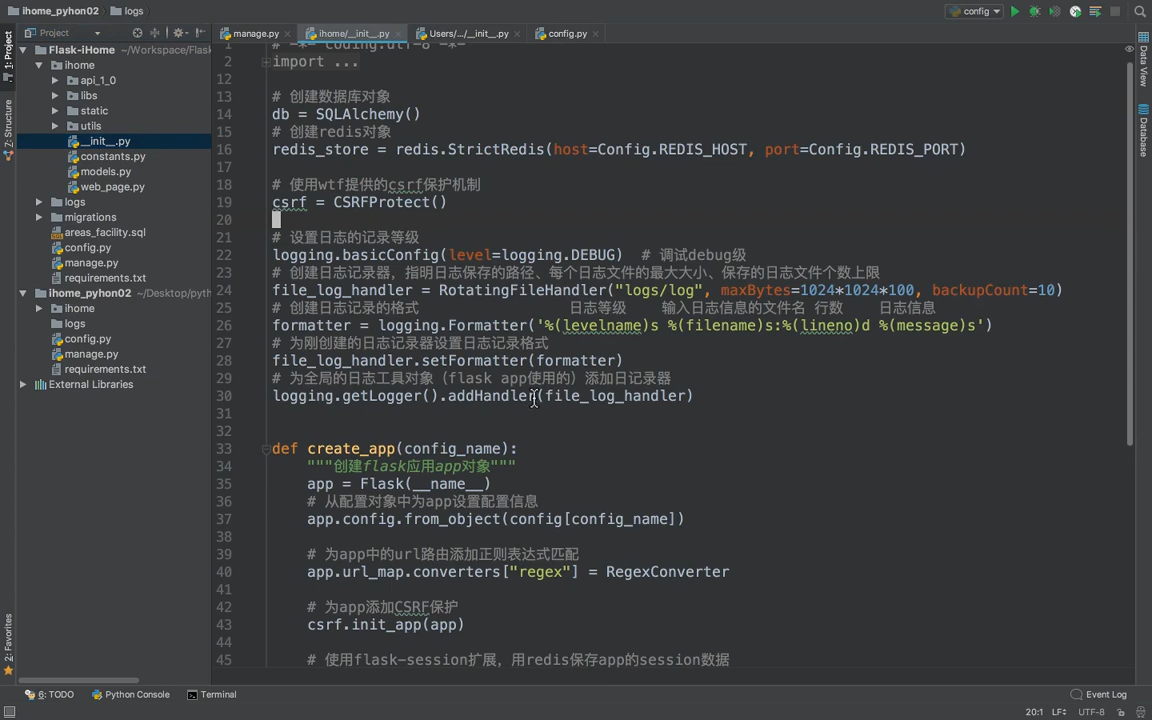 ihome_pyhon02
logs
config
Project
manage.py
ihome/__init__.py
Users/.../__init__.py
config.py
1: Project
Z: Structure
2: Favorites
Data View
Database
Flask-iHome ~/Workspace/Flask
ihome
api_1_0
libs
static
utils
__init__.py
constants.py
models.py
web_page.py
logs
migrations
areas_facility.sql
config.py
manage.py
requirements.txt
ihome_pyhon02 ~/Desktop/pyth
ihome
logs
config.py
manage.py
requirements.txt
External Libraries
1 # -*- coding:utf-8 -*-
2 import ...
12
13 # 创建数据库对象
14 db = SQLAlchemy()
15 # 创建redis对象
16 redis_store = redis.StrictRedis(host=Config.REDIS_HOST, port=Config.REDIS_PORT)
17
18 # 使用wtf提供的csrf保护机制
19 csrf = CSRFProtect()
20
21 # 设置日志的记录等级
22 logging.basicConfig(level=logging.DEBUG)  # 调试debug级
23 # 创建日志记录器，指明日志保存的路径、每个日志文件的最大大小、保存的日志文件个数上限
24 file_log_handler = RotatingFileHandler("logs/log", maxBytes=1024*1024*100, backupCount=10)
25 # 创建日志记录的格式 日志等级 输入日志信息的文件名 行数 日志信息
26 formatter = logging.Formatter('%(levelname)s %(filename)s:%(lineno)d %(message)s')
27 # 为刚创建的日志记录器设置日志记录格式
28 file_log_handler.setFormatter(formatter)
29 # 为全局的日志工具对象（flask app使用的）添加日记录器
30 logging.getLogger().addHandler(file_log_handler)
31
32
33 def create_app(config_name):
34 """创建flask应用app对象"""
35 app = Flask(__name__)
36 # 从配置对象中为app设置配置信息
37 app.config.from_object(config[config_name])
38
39 # 为app中的url路由添加正则表达式匹配
40 app.url_map.converters["regex"] = RegexConverter
41
42 # 为app添加CSRF保护
43 csrf.init_app(app)
44
45 # 使用flask-session扩展，用redis保存app的session数据
6: TODO
Python Console
Terminal
Event Log
20:1 LF UTF-8